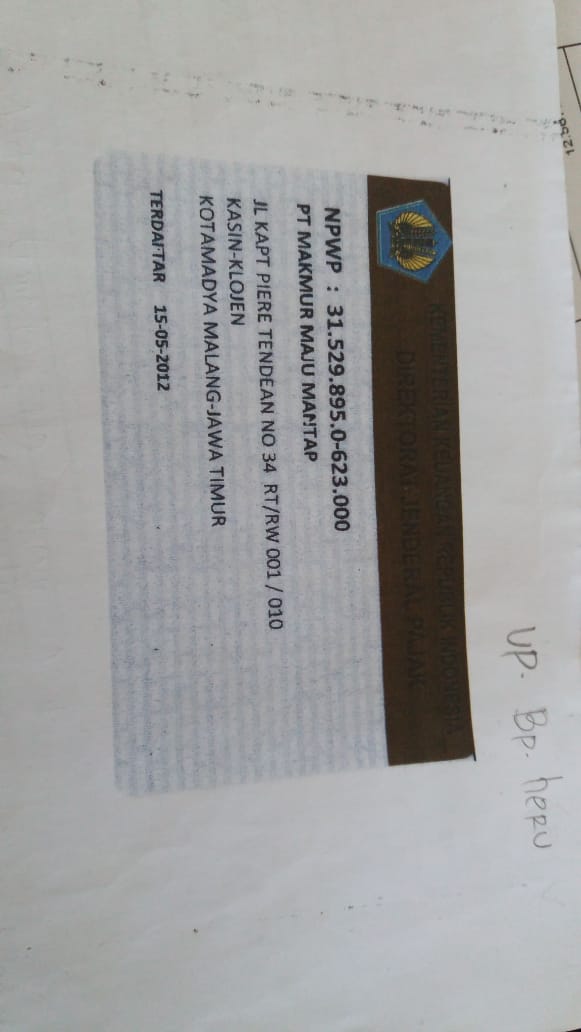 12.50.
UP. Bp. heru
KEMENTERIAN KEUANGAN REPUBLIK INDONESIA
DIREKTORAT JENDERAL PAJAK
NPWP : 31.529.895.0-623.000
PT MAKMUR MAJU MANTAP
JL KAPT PIERE TENDEAN NO 34 RT/RW 001 / 010
KASIN-KLOJEN
KOTAMADYA MALANG-JAWA TIMUR
TERDAFTAR 15-05-2012